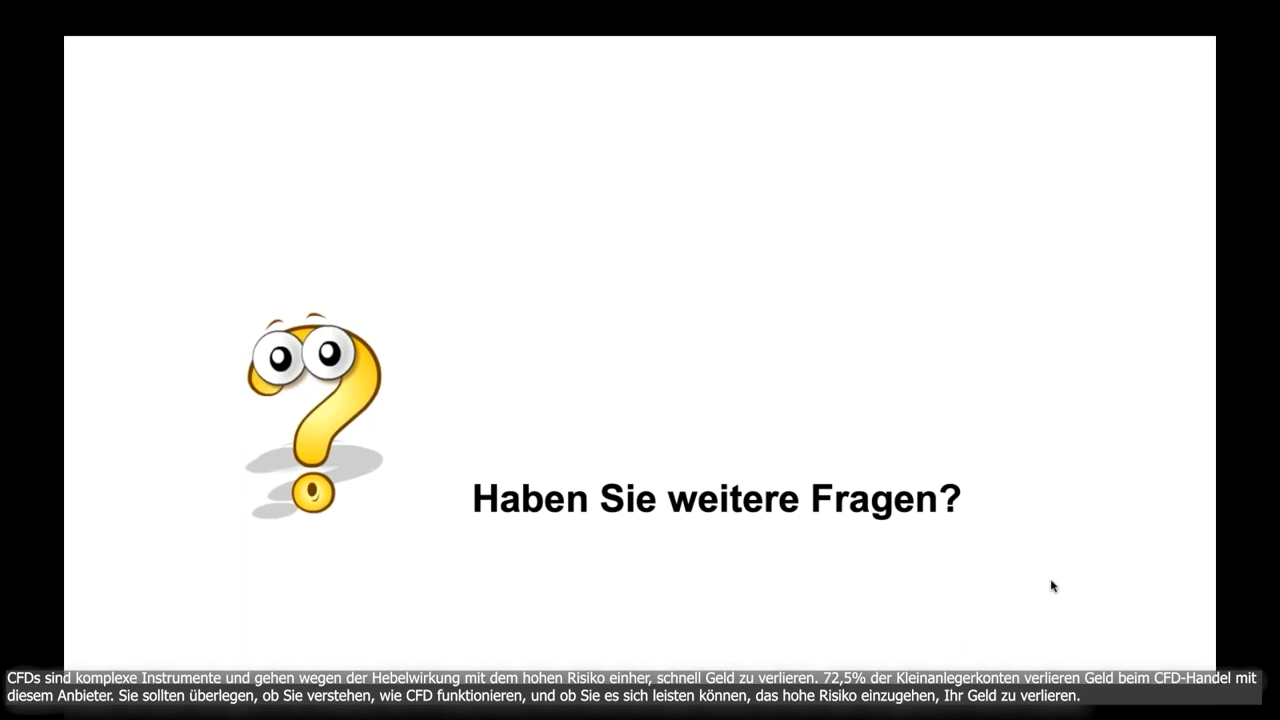 Haben Sie weitere Fragen?
CFDs sind komplexe Instrumente und gehen wegen der Hebelwirkung mit dem hohen Risiko einher, schnell Geld zu verlieren. 72,5% der Kleinanlegerkonten verlieren Geld beim CFD-Handel mit
diesem Anbieter. Sie sollten überlegen, ob Sie verstehen, wie CFD funktionieren, und ob Sie es sich leisten können, das hohe Risiko einzugehen, Ihr Geld zu verlieren.